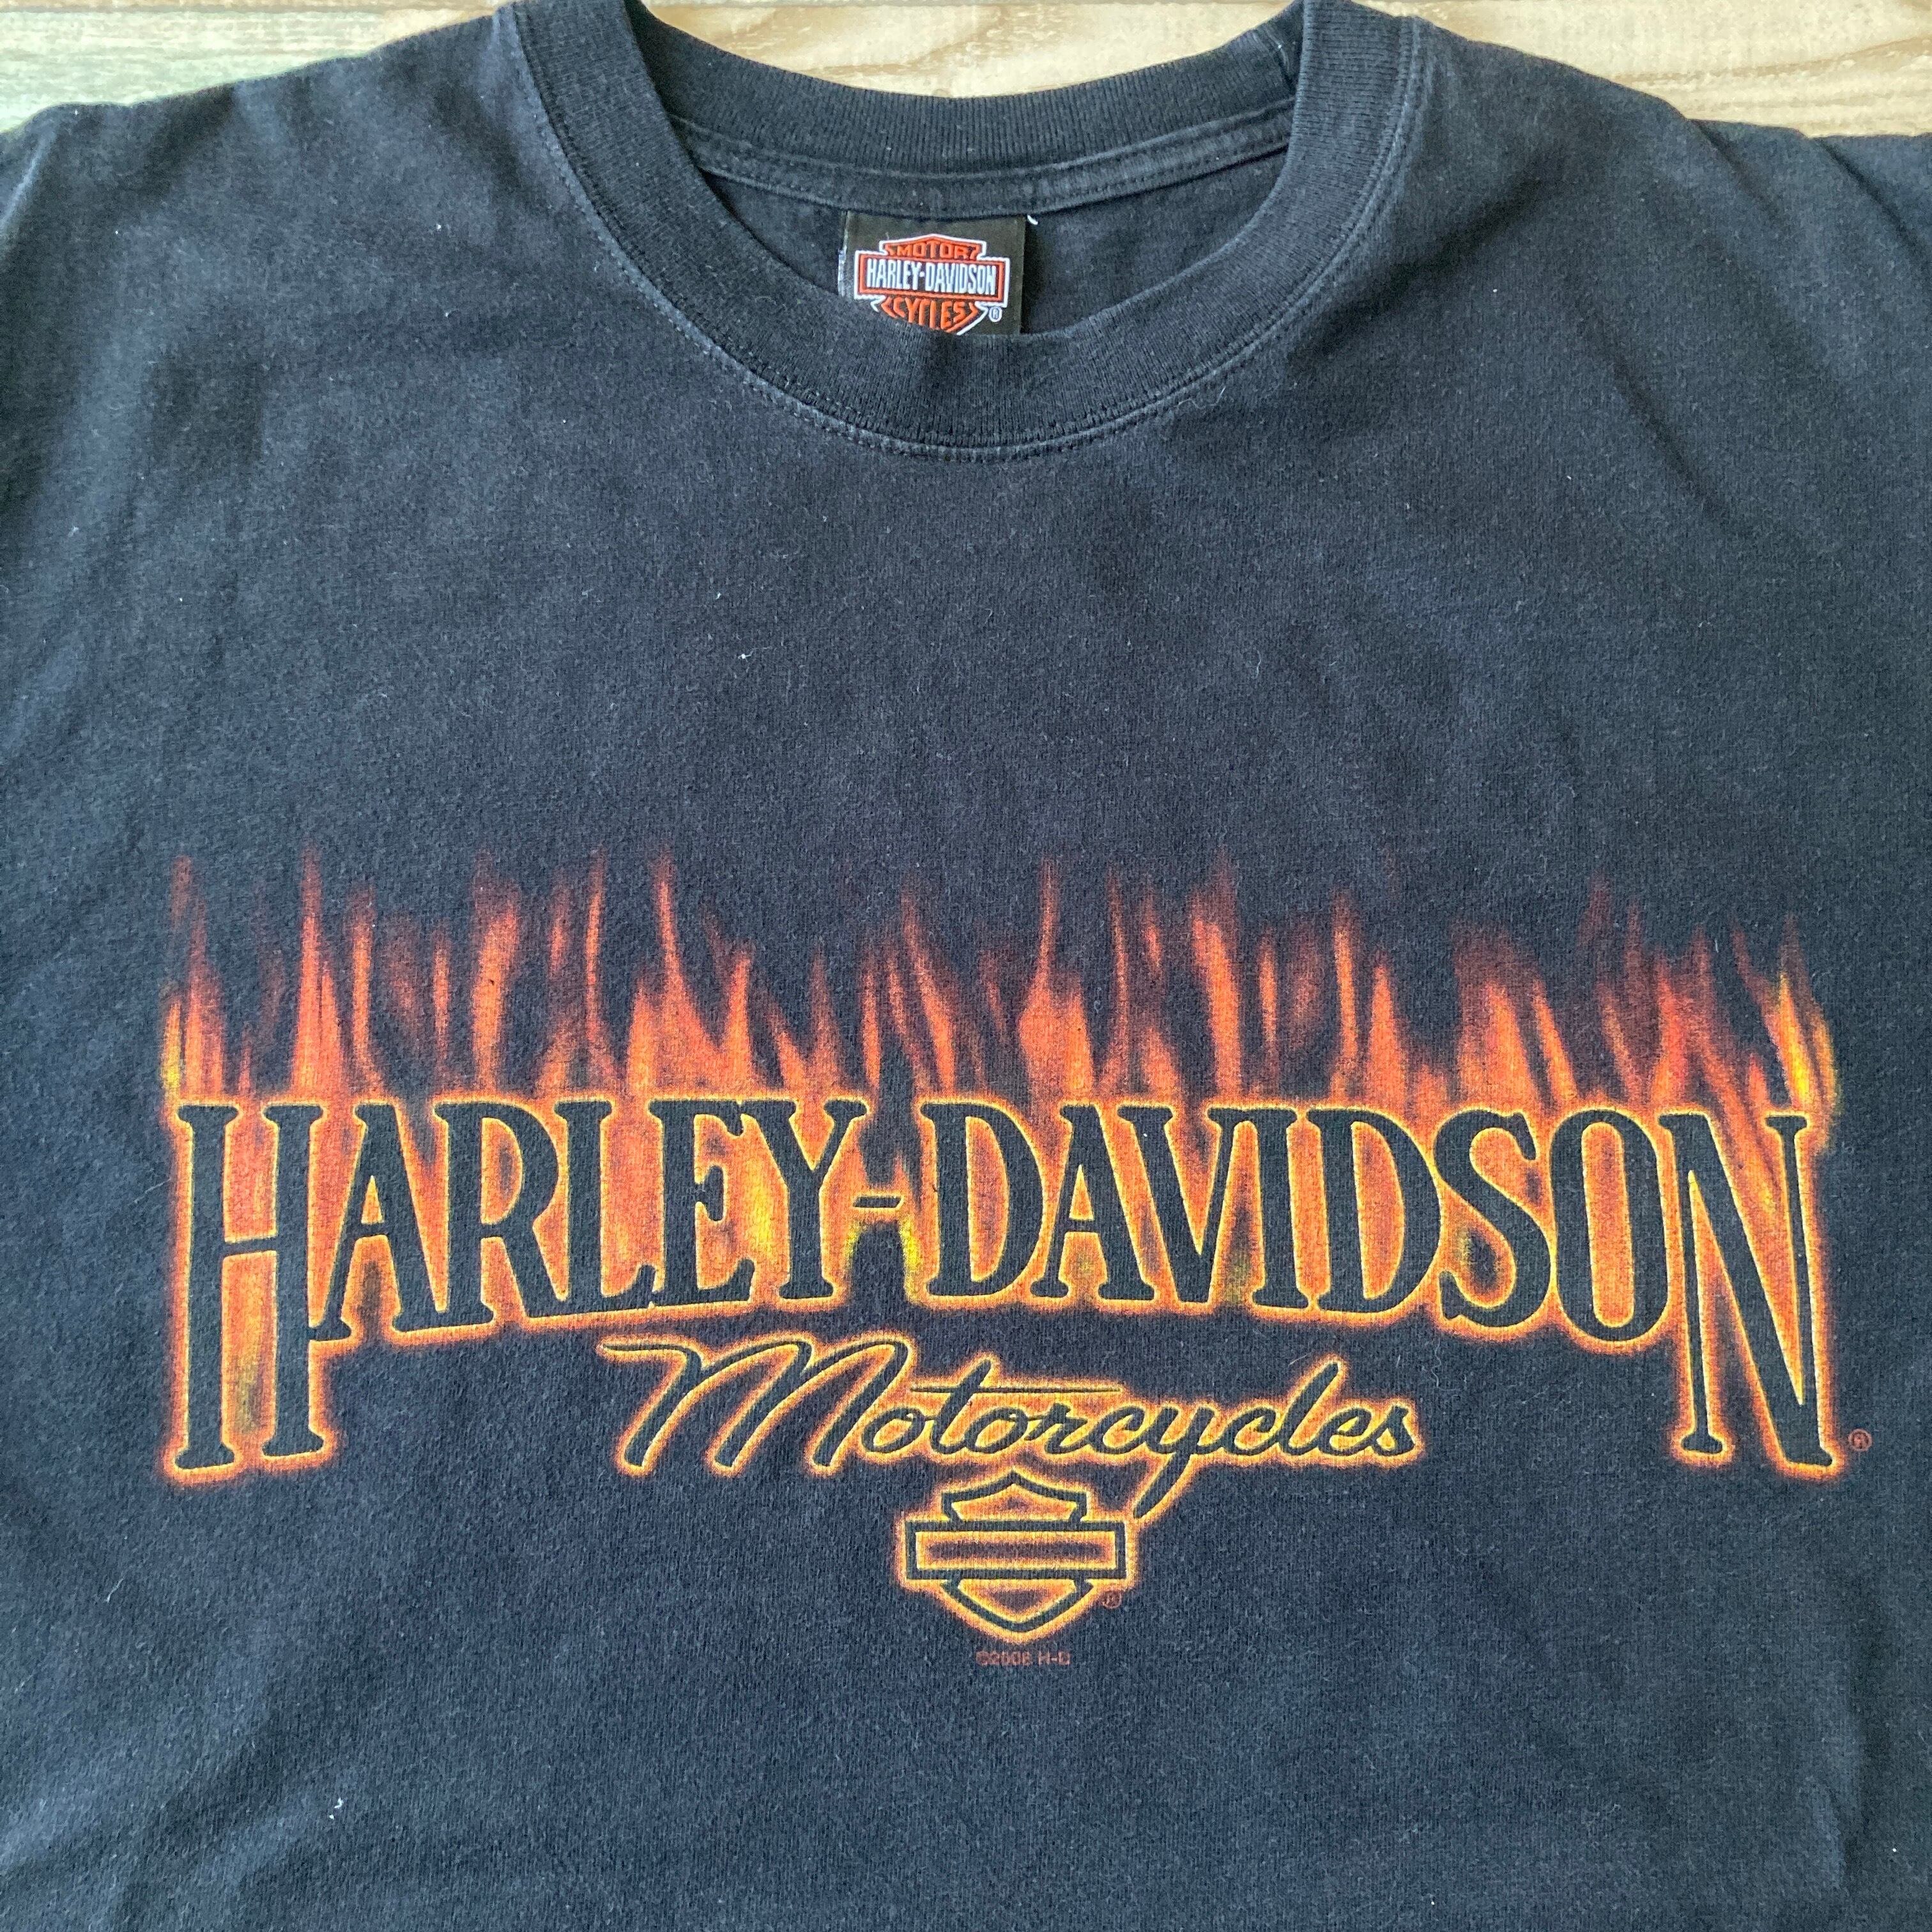 MOTOR
HARLEY-DAVIDSON
CYCLES
®
HARLEY-DAVIDSON
®
Motorcycles
®
H-D